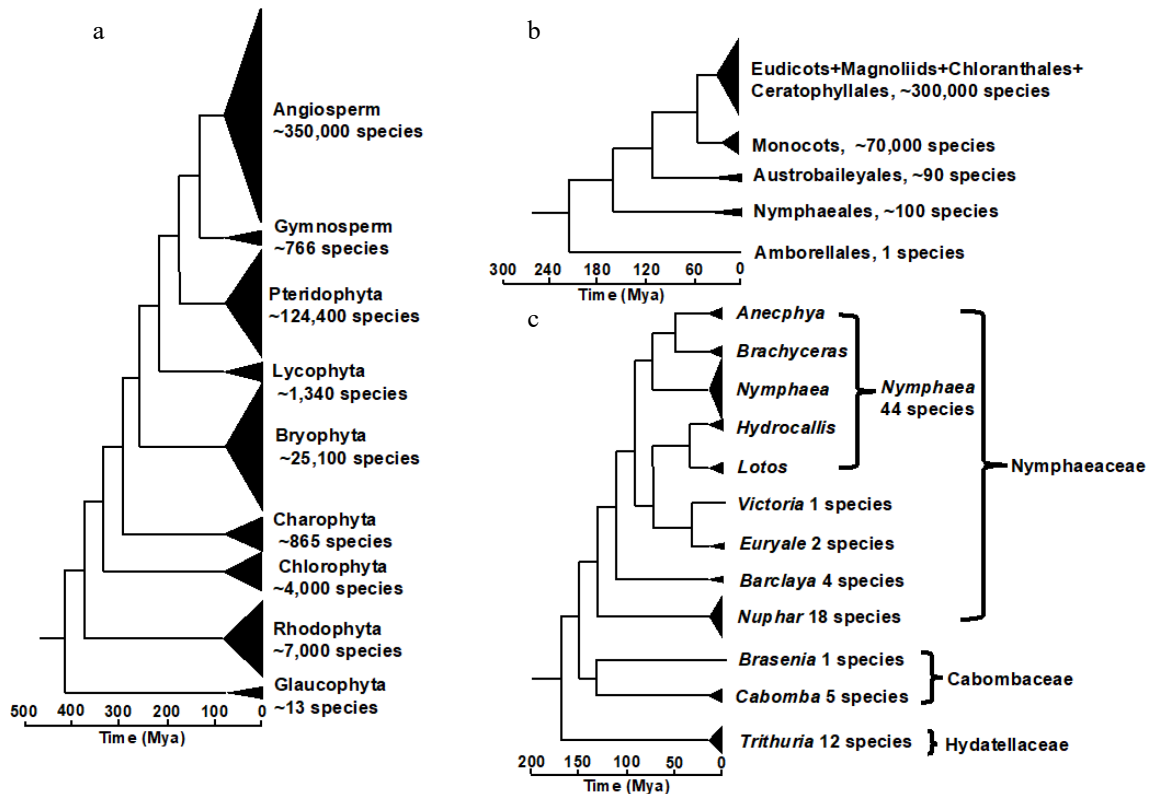 a
Angiosperm
~350,000 species
Gymnosperm
~766 species
Pteridophyta
~124,400 species
Lycophyta
~1,340 species
Bryophyta
~25,100 species
Charophyta
~865 species
Chlorophyta
~4,000 species
Rhodophyta
~7,000 species
Glaucophyta
~13 species
500 400 300 200 100 0
Time (Mya)
b
Eudicots+Magnoliids+Chloranthales+
Ceratophyllales, ~300,000 species
Monocots, ~70,000 species
Austrobaileyales, ~90 species
Nymphaeales, ~100 species
Amborellales, 1 species
300 240 180 120 60 0
Time (Mya)
c
Anecphya
Brachyceras
Nymphaea
Hydrocallis
Lotos
Nymphaea
44 species
Victoria 1 species
Euryale 2 species
Barclaya 4 species
Nuphar 18 species
Nymphaeaceae
Brasenia 1 species
Cabomba 5 species
Cabombaceae
Trithuria 12 species
Hydatellaceae
200 150 100 50 0
Time (Mya)